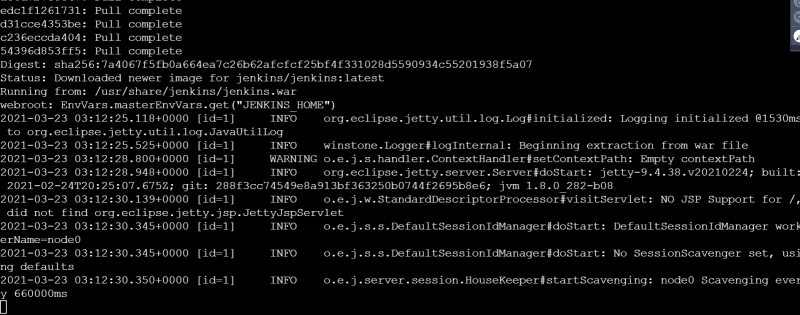 edc1f1261731: Pull complete
d31cce4353be: Pull complete
c236eccda404: Pull complete
54396d853ff5: Pull complete
Digest: sha256:7a4067f5fb0a664ea7c26b62afcfcf25bf4f331028d5590934c55201938f5a07
Status: Downloaded newer image for jenkins/jenkins:latest
Running from: /usr/share/jenkins/jenkins.war
webroot: EnvVars.masterEnvVars.get("JENKINS_HOME")
2021-03-23 03:12:25.118+0000 [id=1] INFO org.eclipse.jetty.util.log.Log#initialized: Logging initialized @1530ms
to org.eclipse.jetty.util.log.JavaUtilLog
2021-03-23 03:12:25.525+0000 [id=1] INFO winstone.Logger#logInternal: Beginning extraction from war file
2021-03-23 03:12:28.800+0000 [id=1] WARNING o.e.j.s.handler.ContextHandler#setContextPath: Empty contextPath
2021-03-23 03:12:28.948+0000 [id=1] INFO org.eclipse.jetty.server.Server#doStart: jetty-9.4.38.v20210224; built:
2021-02-24T20:25:07.675Z; git: 288f3cc74549e8a913bf363250b0744f2695b8e6; jvm 1.8.0_282-b08
2021-03-23 03:12:30.139+0000 [id=1] INFO o.e.j.w.StandardDescriptorProcessor#visitServlet: NO JSP Support for /,
did not find org.eclipse.jetty.jsp.JettyJspServlet
2021-03-23 03:12:30.345+0000 [id=1] INFO o.e.j.s.s.DefaultSessionIdManager#doStart: DefaultSessionIdManager work
erName=node0
2021-03-23 03:12:30.345+0000 [id=1] INFO o.e.j.s.s.DefaultSessionIdManager#doStart: No SessionScavenger set, usi
ng defaults
2021-03-23 03:12:30.350+0000 [id=1] INFO o.e.j.server.session.HouseKeeper#startScavenging: node0 Scavenging ever
y 660000ms